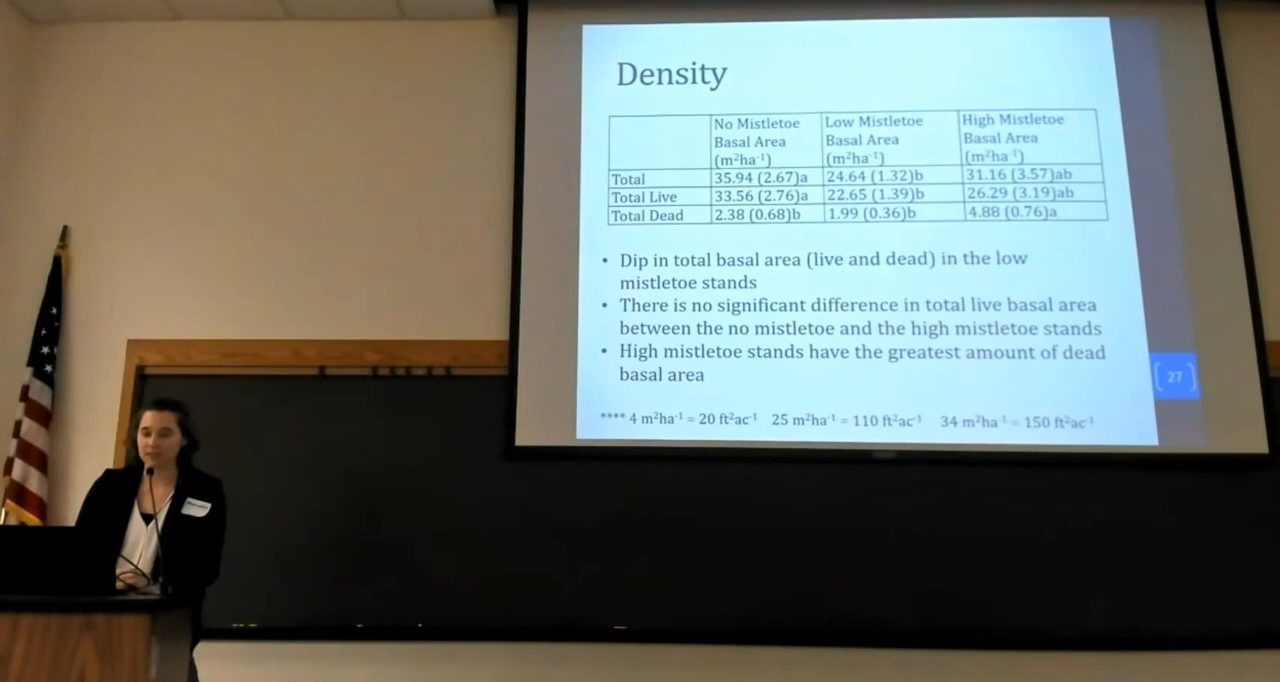 Density
No Mistletoe Basal Area (m²ha⁻¹) Low Mistletoe Basal Area (m²ha⁻¹) High Mistletoe Basal Area (m²ha⁻¹)
Total 35.94 (2.67)a 24.64 (1.32)b 31.16 (3.57)ab
Total Live 33.56 (2.76)a 22.65 (1.39)b 26.29 (3.19)ab
Total Dead 2.38 (0.68)b 1.99 (0.36)b 4.88 (0.76)a
• Dip in total basal area (live and dead) in the low
mistletoe stands
• There is no significant difference in total live basal area
between the no mistletoe and the high mistletoe stands
• High mistletoe stands have the greatest amount of dead
basal area
27
**** 4 m²ha⁻¹ = 20 ft²ac⁻¹ 25 m²ha⁻¹ = 110 ft²ac⁻¹ 34 m²ha⁻¹ = 150 ft²ac⁻¹